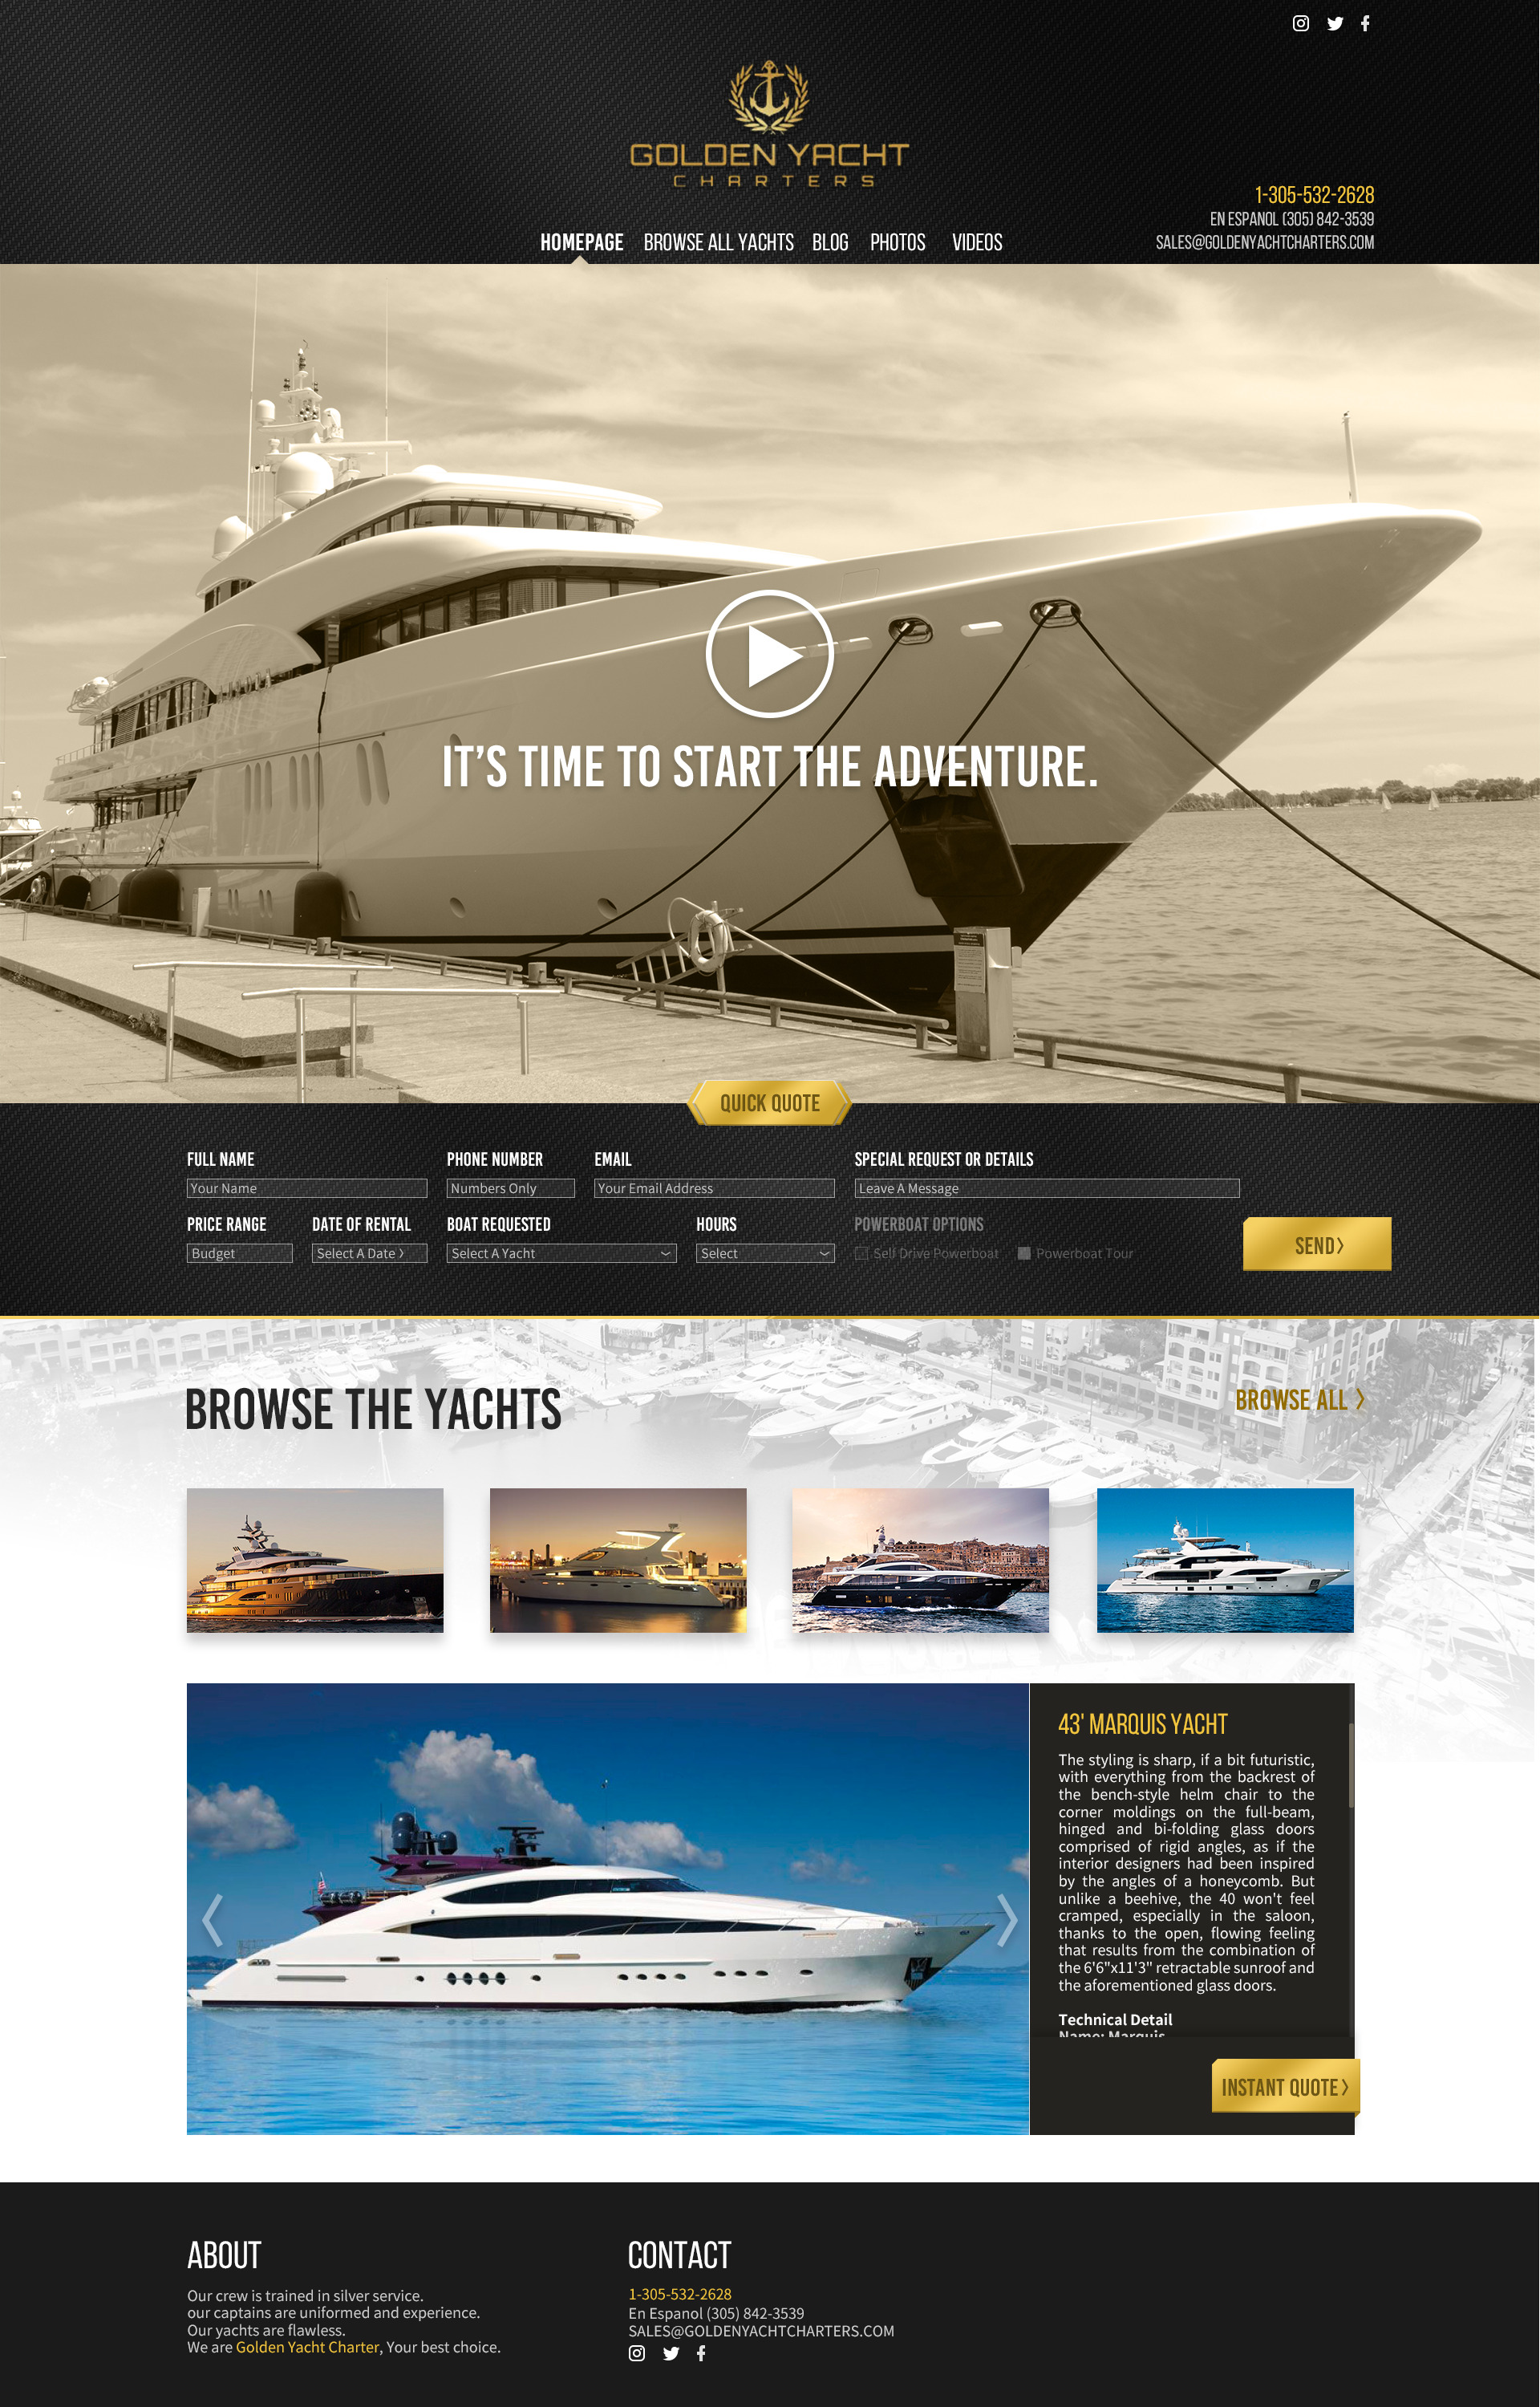 GOLDEN YACHT
CHARTERS
1-305-532-2628
EN ESPANOL (305) 842-3539
SALES@GOLDENYACHTCHARTERS.COM
HOMEPAGE BROWSE ALL YACHTS BLOG PHOTOS VIDEOS
IT'S TIME TO START THE ADVENTURE.
QUICK QUOTE
FULL NAME PHONE NUMBER EMAIL SPECIAL REQUEST OR DETAILS
Your Name Numbers Only Your Email Address Leave A Message
PRICE RANGE DATE OF RENTAL BOAT REQUESTED HOURS POWERBOAT OPTIONS
Budget Select A Date > Select A Yacht Select Self Drive Powerboat Powerboat Tour
SEND >
BROWSE THE YACHTS
BROWSE ALL >
43' MARQUIS YACHT
The styling is sharp, if a bit futuristic,
with everything from the backrest of
the bench-style helm chair to the
corner moldings on the full-beam,
hinged and bi-folding glass doors
comprised of rigid angles, as if the
interior designers had been inspired
by the angles of a honeycomb. But
unlike a beehive, the 40 won't feel
cramped, especially in the saloon,
thanks to the open, flowing feeling
that results from the combination of
the 6'6"x11'3" retractable sunroof and
the aforementioned glass doors.
Technical Detail
Name: Marquis
INSTANT QUOTE >
ABOUT
Our crew is trained in silver service.
our captains are uniformed and experience.
Our yachts are flawless.
We are Golden Yacht Charter, Your best choice.
CONTACT
1-305-532-2628
En Espanol (305) 842-3539
SALES@GOLDENYACHTCHARTERS.COM